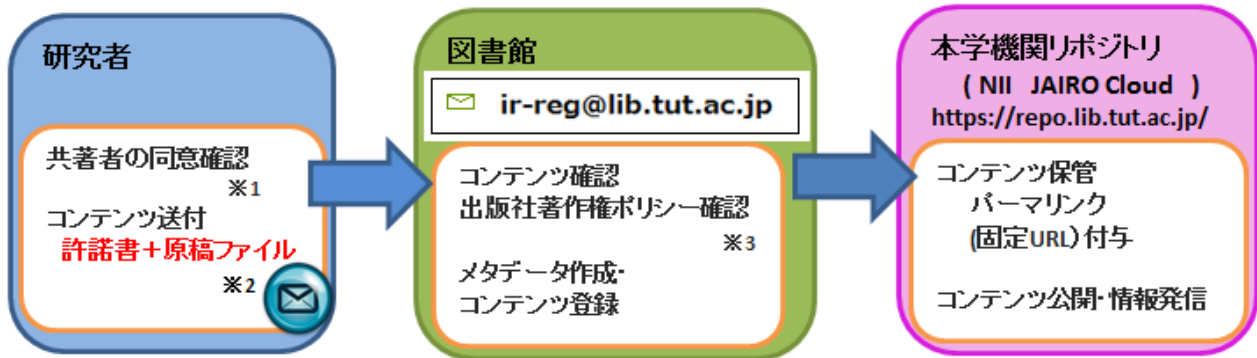 研究者
共著者の同意確認
※1
コンテンツ送付
許諾書+原稿ファイル
※2
図書館
ir-reg@lib.tut.ac.jp
コンテンツ確認
出版社著作権ポリシー確認
※3
メタデータ作成・
コンテンツ登録
本学機関リポジトリ
( NII JAIRO Cloud )
https://repo.lib.tut.ac.jp/
コンテンツ保管
パーマリンク
(固定URL)付与
コンテンツ公開・情報発信